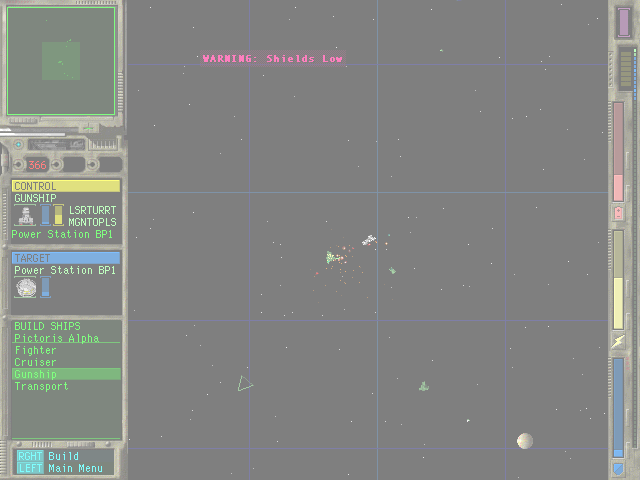 WARNING: Shields Low
366
CONTROL
GUNSHIP
LSRTURRT
MGNTOPLS
Power Station BP1
TARGET
Power Station BP1
BUILD SHIPS
Pictoris Alpha
Fighter
Cruiser
Gunship
Transport
RGHT Build
LEFT Main Menu